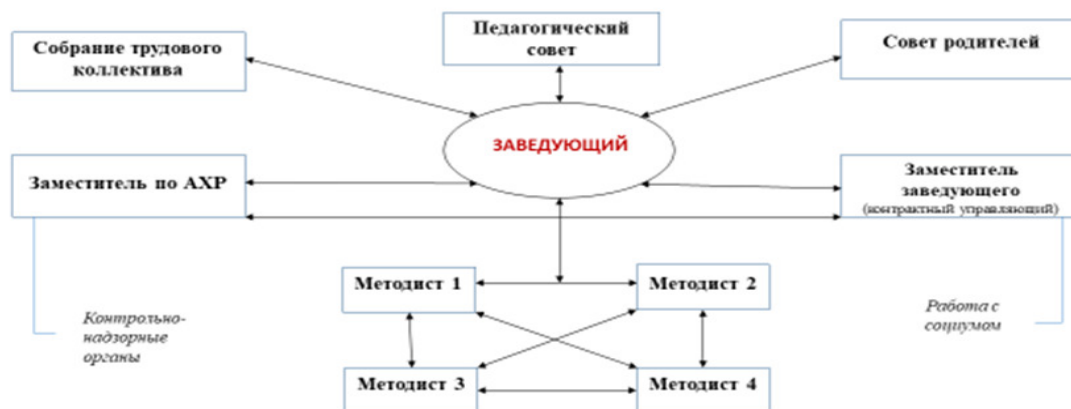 Собрание трудового
коллектива
Педагогический
совет
Совет родителей
ЗАВЕДУЮЩИЙ
Заместитель по АХР
Заместитель
заведующего
(контрактный управляющий)
Методист 1
Методист 2
Контрольно-
надзорные
органы
Работа с
социумом
Методист 3
Методист 4